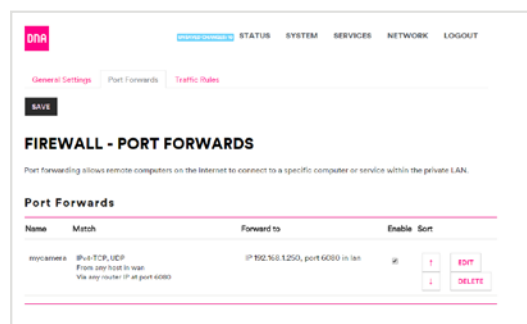 DNA
STATUS SYSTEM SERVICES NETWORK LOGOUT
General Settings Port Forwards Traffic Rules
SAVE
FIREWALL - PORT FORWARDS
Port forwarding allows remote computers on the Internet to connect to a specific computer or service within the private LAN.
Port Forwards
Name Match Forward to Enable Sort
mycamera IPv4-TCP, UDP IP 192.168.1.250, port 6080 in lan
From any host in wan
Via any router IP at port 6080
↑ EDIT
↓ DELETE